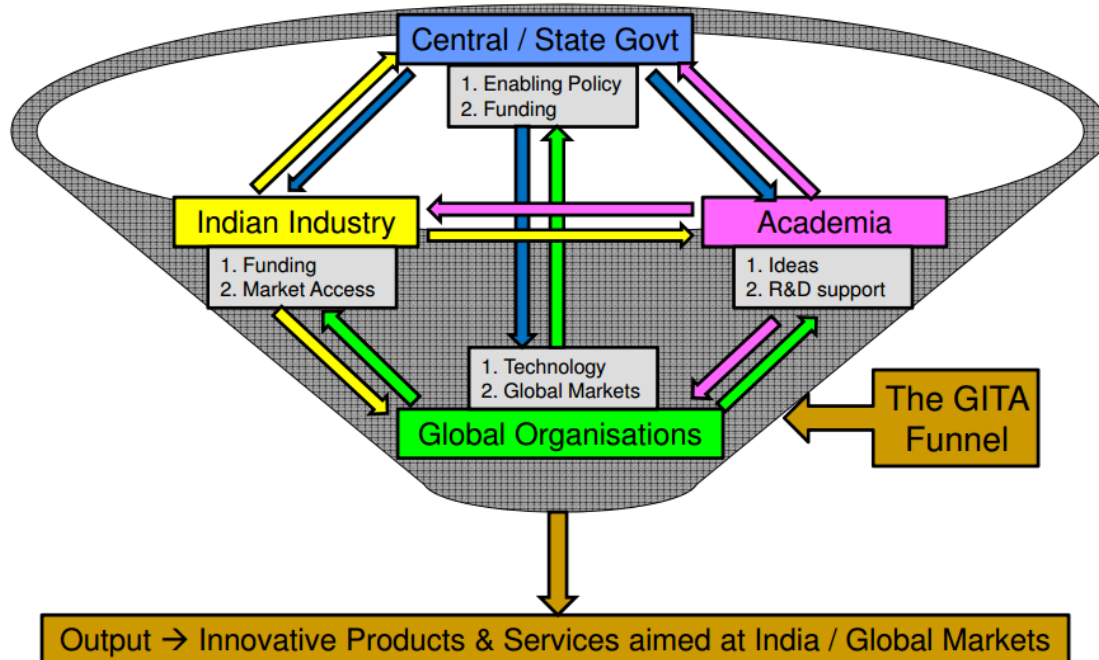 Central / State Govt
1. Enabling Policy
2. Funding
Indian Industry
1. Funding
2. Market Access
Academia
1. Ideas
2. R&D support
1. Technology
2. Global Markets
Global Organisations
The GITA
Funnel
Output → Innovative Products & Services aimed at India / Global Markets